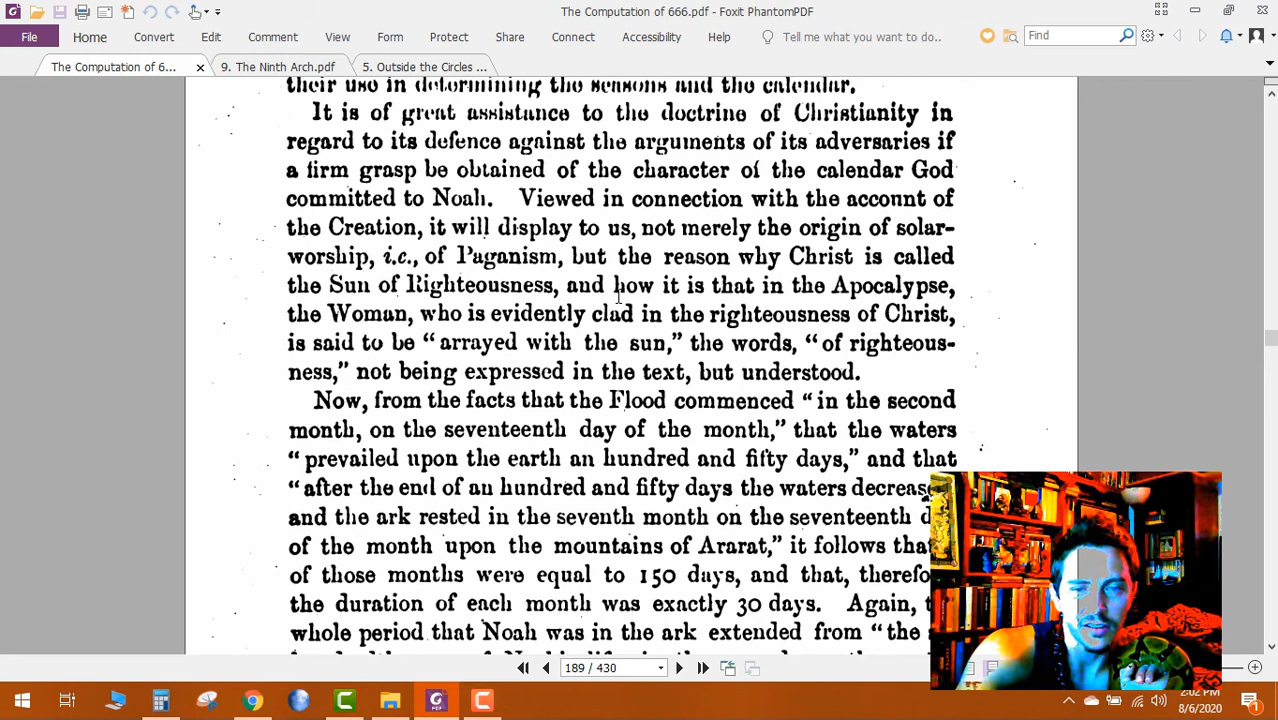 The Computation of 666.pdf - Foxit PhantomPDF
File Home Convert Edit Comment View Form Protect Share Connect Accessibility Help Tell me what you want to do.. Find
The Computation of 6... 9. The Ninth Arch.pdf 5. Outside the Circles ...
their use in determining the seasons and the calendar.
It is of great assistance to the doctrine of Christianity in
regard to its defence against the arguments of its adversaries if
a firm grasp be obtained of the character of the calendar God
committed to Noah. Viewed in connection with the account of
the Creation, it will display to us, not merely the origin of solar-
worship, i.e., of Paganism, but the reason why Christ is called
the Sun of Righteousness, and how it is that in the Apocalypse,
the Woman, who is evidently clad in the righteousness of Christ,
is said to be “arrayed with the sun,” the words, “of righteous-
ness,” not being expressed in the text, but understood.
Now, from the facts that the Flood commenced “in the second
month, on the seventeenth day of the month,” that the waters
“prevailed upon the earth an hundred and fifty days,” and that
“after the end of an hundred and fifty days the waters
and the ark rested in the seventh month on the seventeenth
of the month upon the mountains of Ararat,” it follows that
of those months were equal to 150 days, and that,
the duration of each month was exactly 30 days. Again,
whole period that Noah was in the ark extended from “the
189 / 430
2:02 PM
8/6/2020